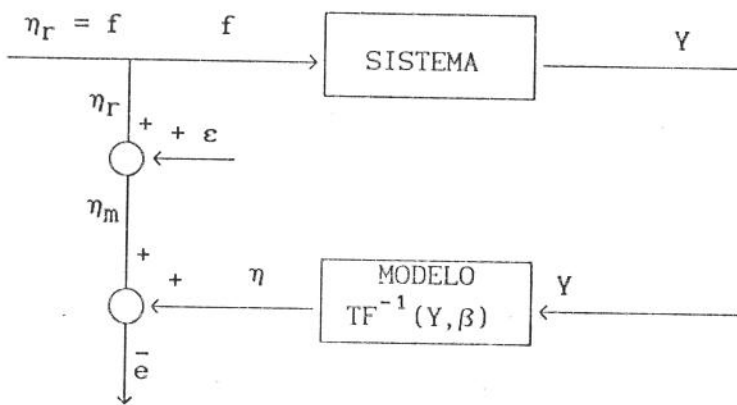 ηr = f
f
SISTEMA
Y
ηr
+
+ ε
ηm
+
+
η
MODELO
TF⁻¹(Y,β)
Y
e̅